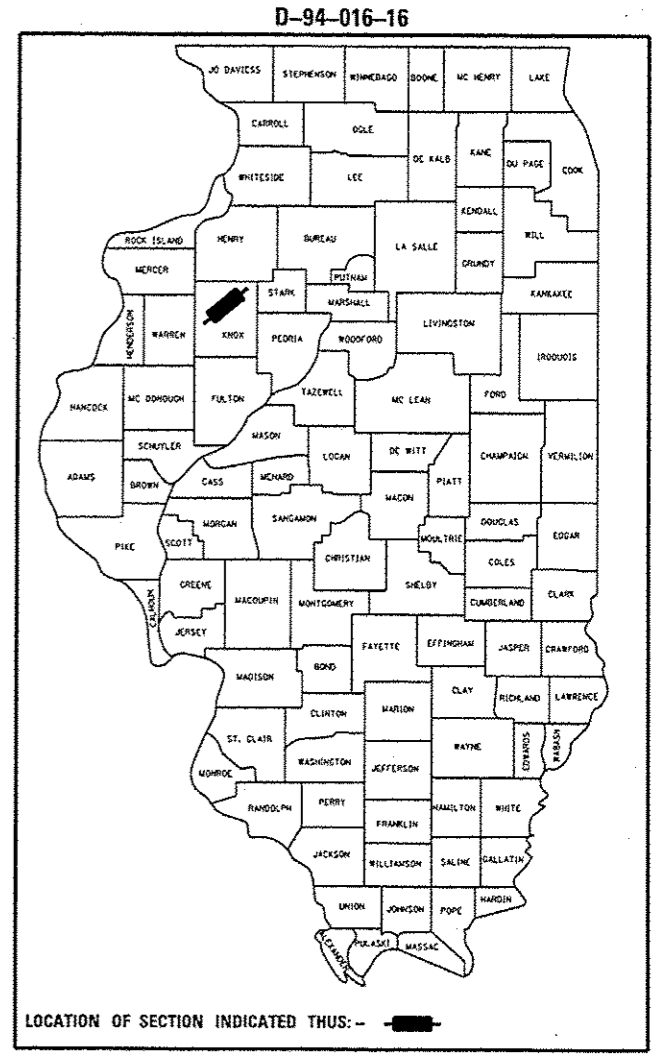 D-94-016-16
JO DAVIESS STEPHENSON WINNEBAGO BOONE MC HENRY LAKE
CARROLL OGLE DE KALB KANE DU PAGE COOK
WHITESIDE LEE KENDALL WILL
ROCK ISLAND HENRY BUREAU LA SALLE GRUNDY
MERCER PUTNAM KANKAKEE
STARK MARSHALL LIVINGSTON
HENDERSON WARREN KNOX PEORIA WOODFORD IROQUOIS
HANCOCK MC DONOUGH FULTON TAZEWELL MC LEAN FORD
SCHUYLER MASON LOGAN DE WITT CHAMPAIGN VERMILION
ADAMS BROWN CASS MENARD MACON PIATT
PIKE SCOTT MORGAN SANGAMON CHRISTIAN MOULTRIE DOUGLAS EDGAR
COLES
CALHOUN GREENE MACOUPIN MONTGOMERY SHELBY CUMBERLAND CLARK
JERSEY FAYETTE EFFINGHAM JASPER CRAWFORD
MADISON BOND CLAY RICHLAND LAWRENCE
CLINTON MARION
ST. CLAIR WASHINGTON JEFFERSON WAYNE EDWARDS WABASH
MONROE
RANDOLPH PERRY HAMILTON WHITE
FRANKLIN
JACKSON WILLIAMSON SALINE GALLATIN
UNION JOHNSON POPE HARDIN
ALEXANDER PULASKI MASSAC
LOCATION OF SECTION INDICATED THUS: -